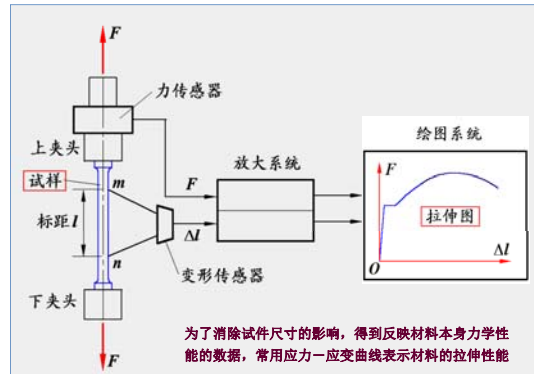 F
力传感器
上夹头
试样
m
标距 l
n
变形传感器
下夹头
F
F
Δl
放大系统
绘图系统
F
拉伸图
O
Δl
为了消除试件尺寸的影响，得到反映材料本身力学性
能的数据，常用应力一应变曲线表示材料的拉伸性能